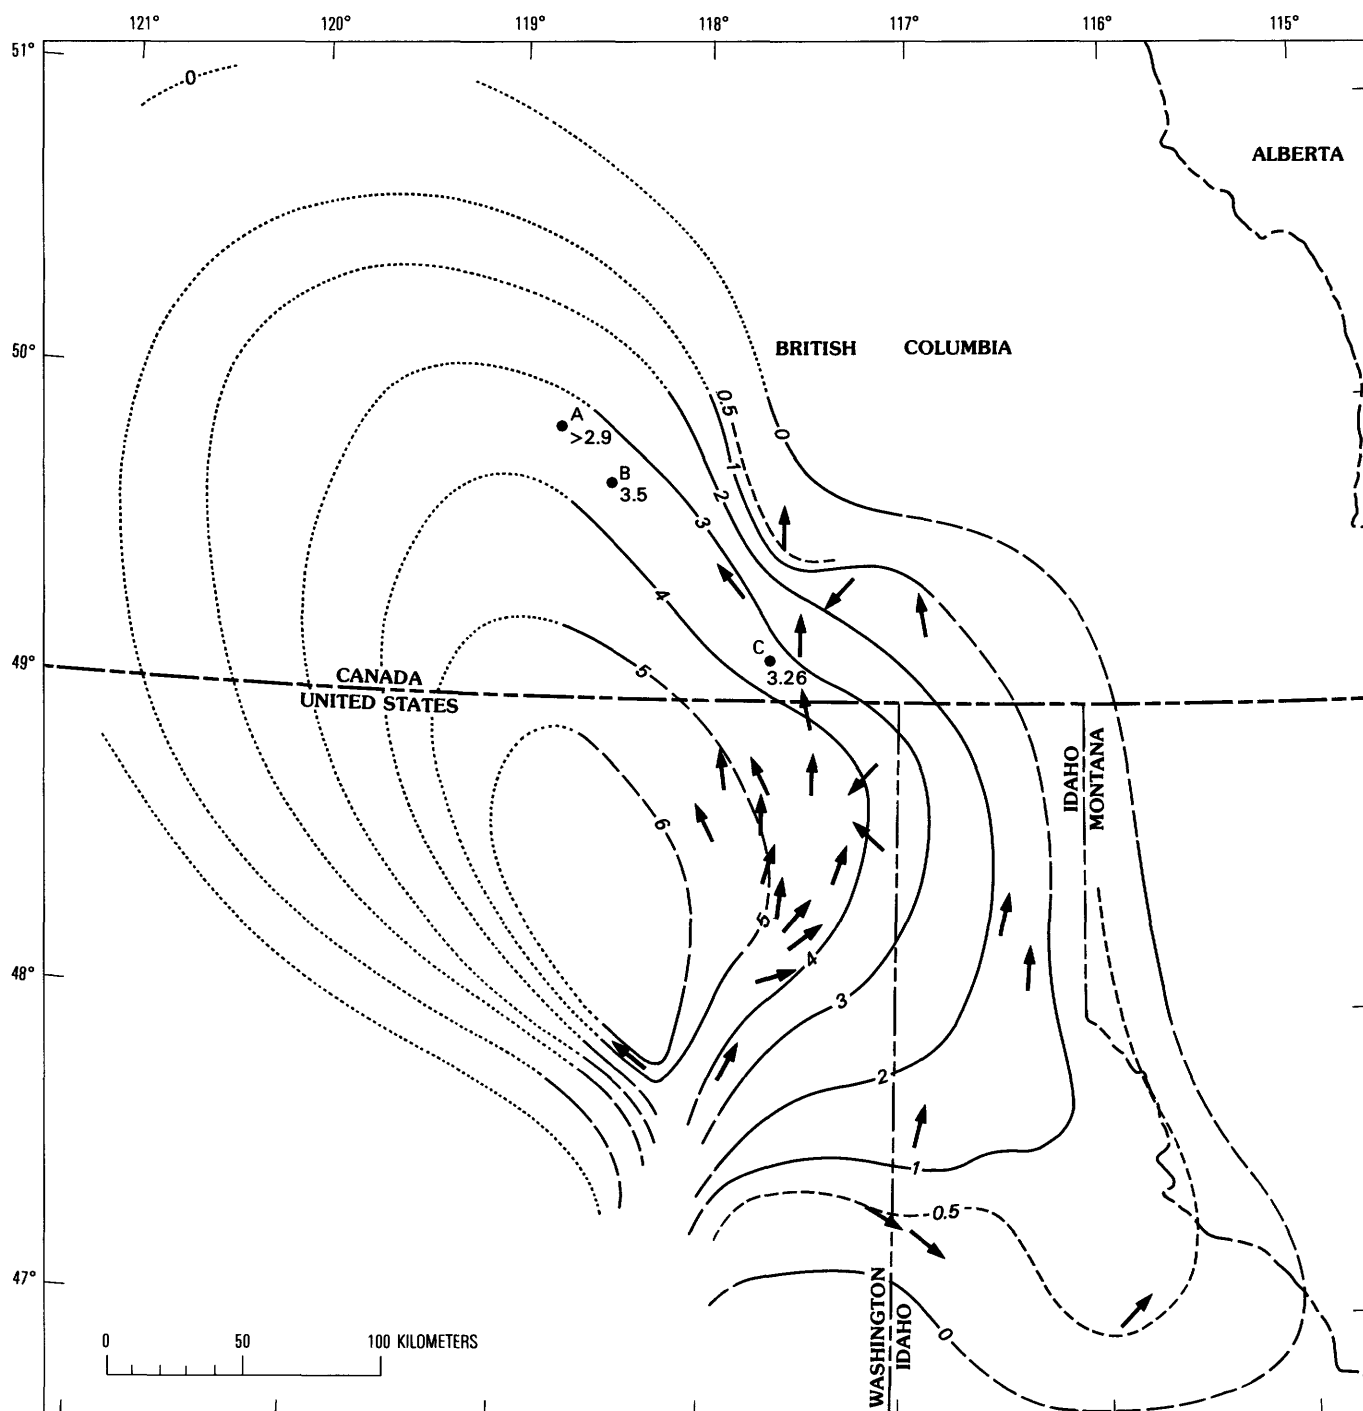 121° 120° 119° 118° 117° 116° 115°
51°
0
ALBERTA
50°
BRITISH COLUMBIA
0.5
A
>2.9
0
B
3.5
1
2
3
4
49°
C
3.26
5
CANADA
UNITED STATES
IDAHO
MONTANA
6
5
4
48°
3
2
1
0.5
47°
WASHINGTON
IDAHO
0
0 50 100 KILOMETERS